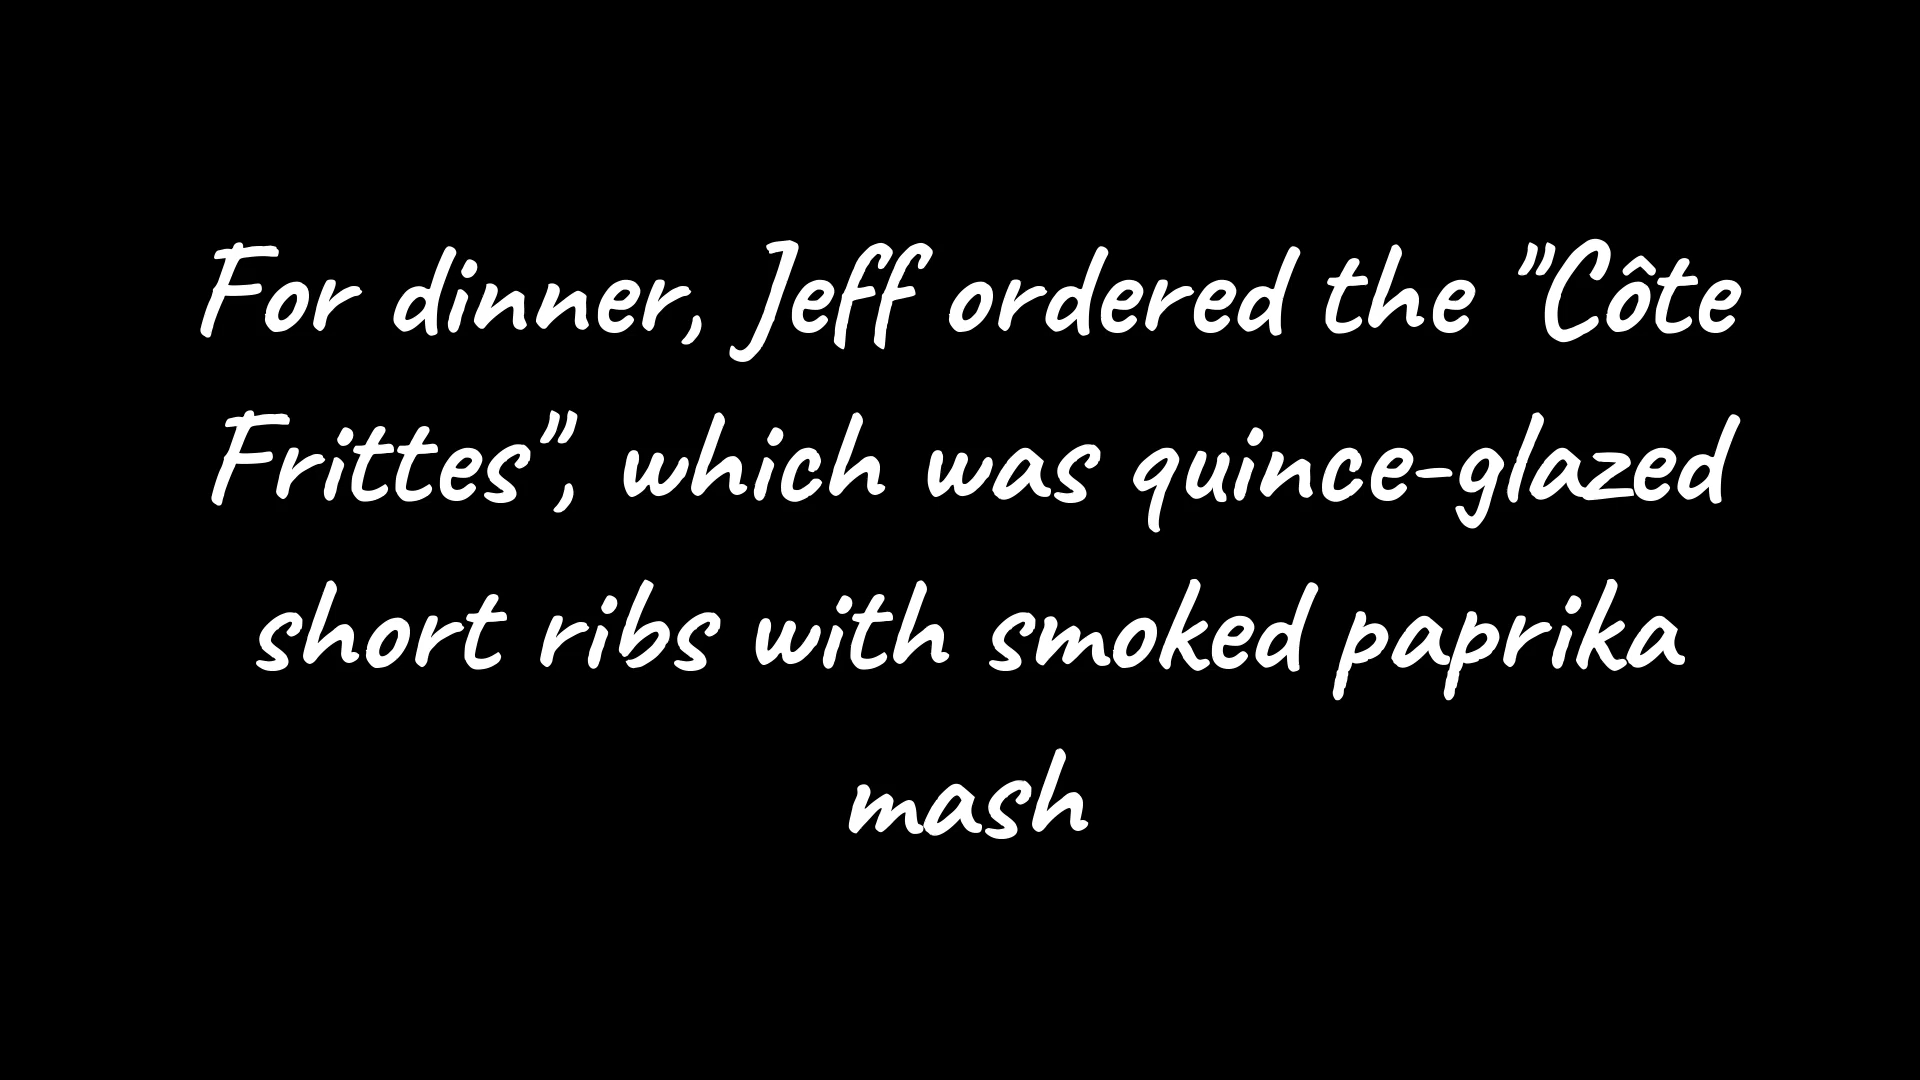 For dinner, Jeff ordered the "Côte
Frittes", which was quince-glazed
short ribs with smoked paprika
mash